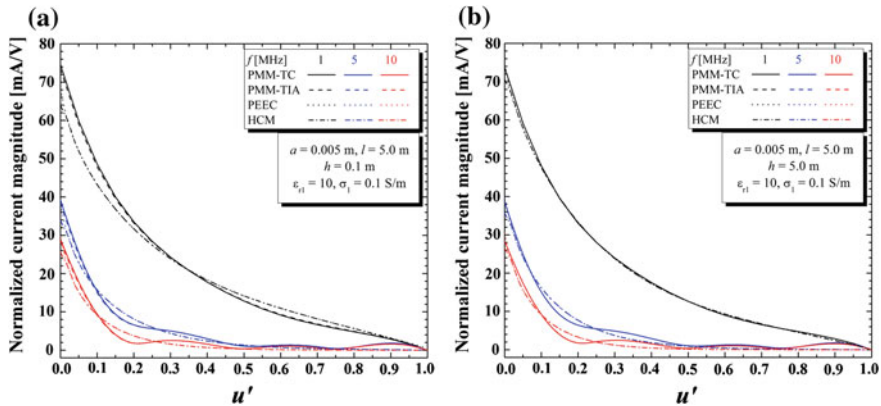 (a)
Normalized current magnitude [mA/V]
80
70
60
50
40
30
20
10
0
f [MHz] 1 5 10
PMM-TC
PMM-TIA
PEEC
HCM
a = 0.005 m, l = 5.0 m
h = 0.1 m
εr1 = 10, σ1 = 0.1 S/m
0.0 0.1 0.2 0.3 0.4 0.5 0.6 0.7 0.8 0.9 1.0
u'
(b)
Normalized current magnitude [mA/V]
80
70
60
50
40
30
20
10
0
f [MHz] 1 5 10
PMM-TC
PMM-TIA
PEEC
HCM
a = 0.005 m, l = 5.0 m
h = 5.0 m
εr1 = 10, σ1 = 0.1 S/m
0.0 0.1 0.2 0.3 0.4 0.5 0.6 0.7 0.8 0.9 1.0
u'